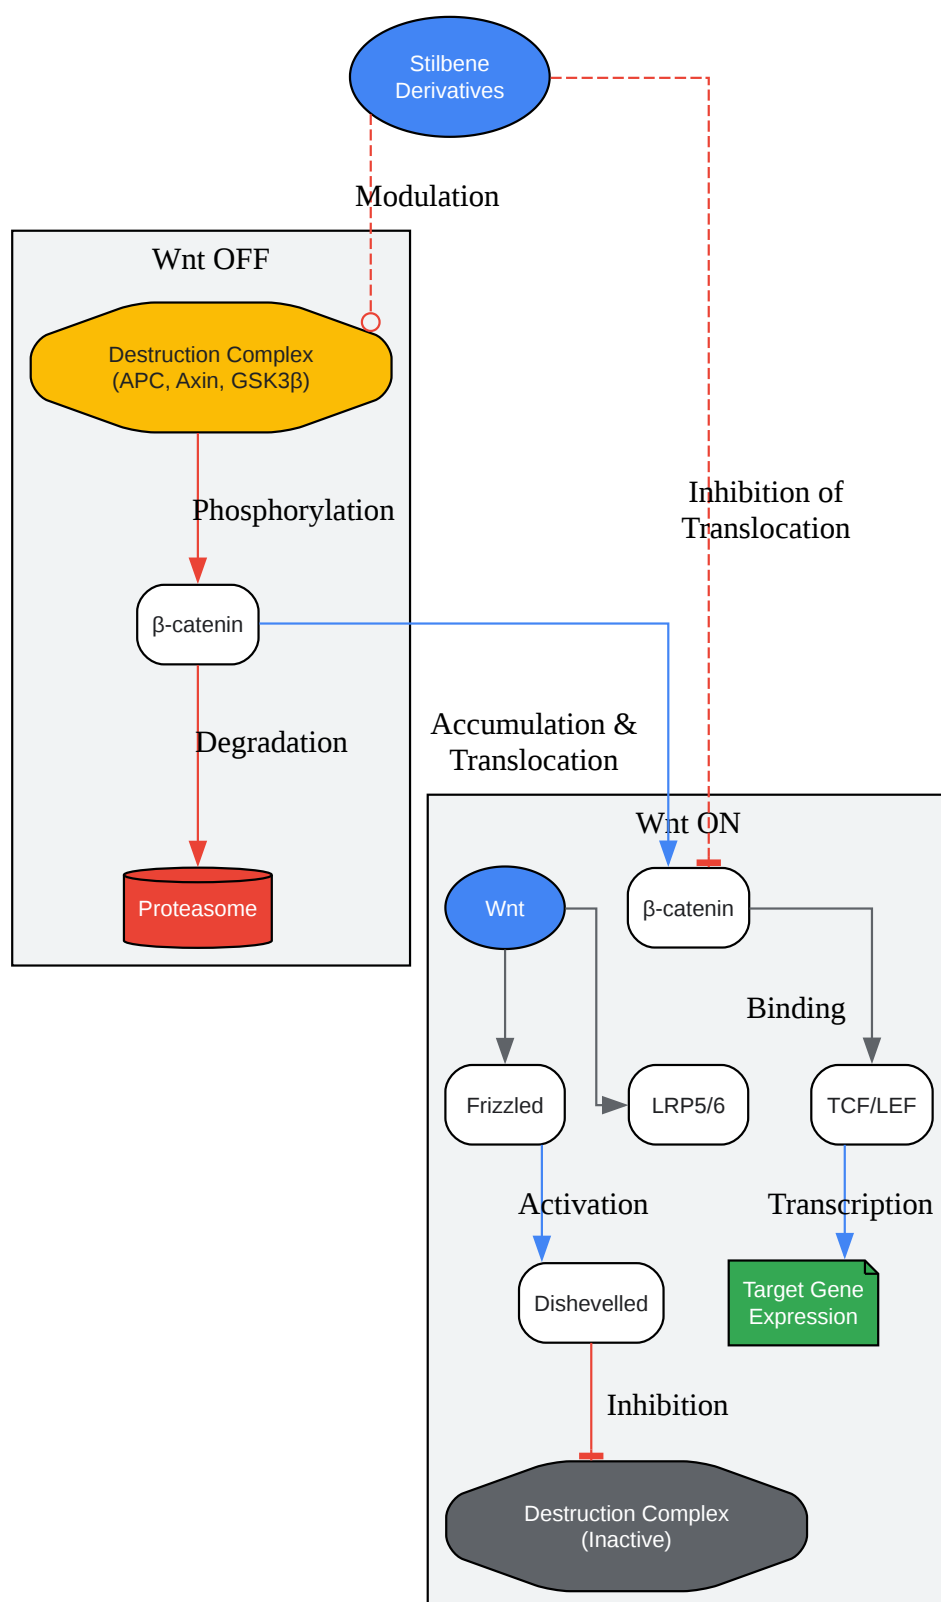 Stilbene
Derivatives
Modulation
Wnt OFF
Destruction Complex
(APC, Axin, GSK3β)
Phosphorylation
Inhibition of
Translocation
β-catenin
Degradation
Accumulation &
Translocation
Proteasome
Wnt ON
Wnt
β-catenin
Binding
Frizzled
LRP5/6
TCF/LEF
Activation
Transcription
Dishevelled
Target Gene
Expression
Inhibition
Destruction Complex
(Inactive)